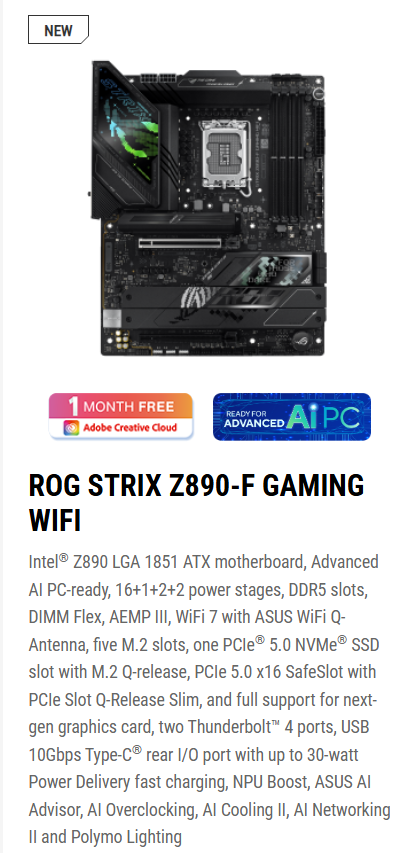 NEW
STRIX
1 MONTH FREE
Adobe Creative Cloud
READY FOR
ADVANCED AI PC
ROG STRIX Z890-F GAMING
WIFI
Intel® Z890 LGA 1851 ATX motherboard, Advanced
AI PC-ready, 16+1+2+2 power stages, DDR5 slots,
DIMM Flex, AEMP III, WiFi 7 with ASUS WiFi Q-
Antenna, five M.2 slots, one PCIe® 5.0 NVMe® SSD
slot with M.2 Q-release, PCIe 5.0 x16 SafeSlot with
PCIe Slot Q-Release Slim, and full support for next-
gen graphics card, two Thunderbolt™ 4 ports, USB
10Gbps Type-C® rear I/O port with up to 30-watt
Power Delivery fast charging, NPU Boost, ASUS AI
Advisor, AI Overclocking, AI Cooling II, AI Networking
II and Polymo Lighting